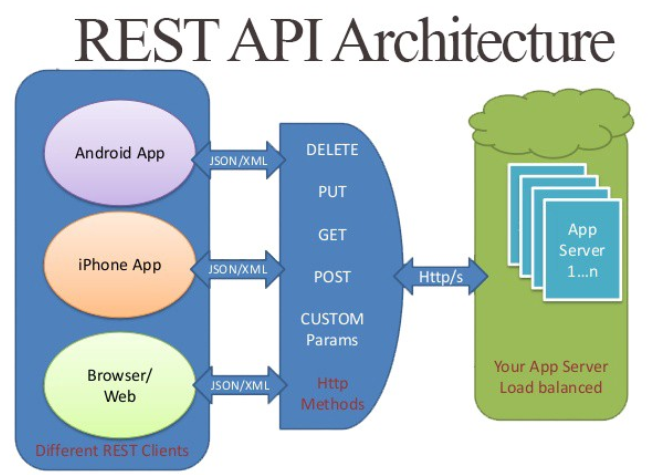 REST API Architecture
Android App
iPhone App
Browser/
Web
Different REST Clients
JSON/XML
JSON/XML
JSON/XML
DELETE
PUT
GET
POST
CUSTOM
Params
Http
Methods
Http/s
App
Server
1...n
Your App Server
Load balanced